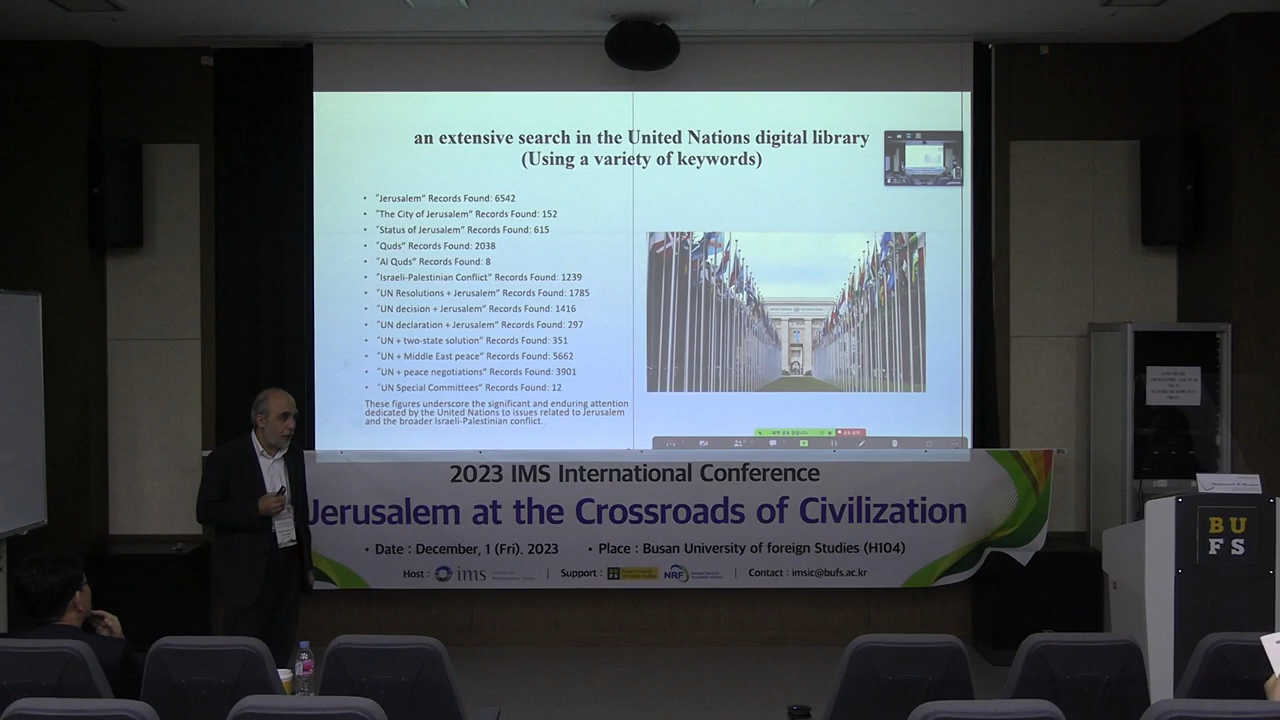 an extensive search in the United Nations digital library
(Using a variety of keywords)
• "Jerusalem" Records Found: 6542
• "The City of Jerusalem" Records Found: 152
• "Status of Jerusalem" Records Found: 615
• "Quds" Records Found: 2038
• "Al Quds" Records Found: 8
• "Israeli-Palestinian Conflict" Records Found: 1239
• "UN Resolutions + Jerusalem" Records Found: 1785
• "UN decision + Jerusalem" Records Found: 1416
• "UN declaration + Jerusalem" Records Found: 297
• "UN + two-state solution" Records Found: 351
• "UN + Middle East peace" Records Found: 5662
• "UN + peace negotiations" Records Found: 3901
• "UN Special Committees" Records Found: 12
These figures underscore the significant and enduring attention
dedicated by the United Nations to issues related to Jerusalem
and the broader Israeli-Palestinian conflict.
2023 IMS International Conference
Jerusalem at the Crossroads of Civilization
• Date : December, 1 (Fri). 2023 • Place : Busan University of foreign Studies (H104)
Host : ims | Support : NRF | Contact : imsic@bufs.ac.kr
BU
FS